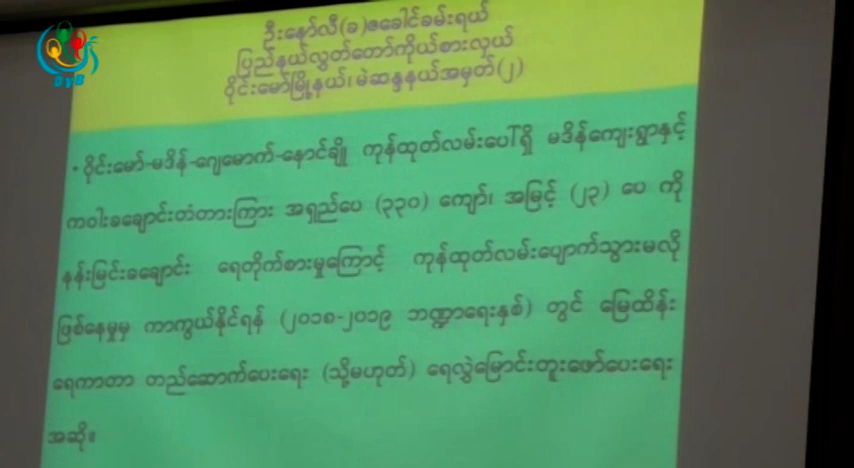 DVB
ဦးနော်လီ(ခ)ဇခေါင်ခမ်းရယ်
ပြည်နယ်လွှတ်တော်ကိုယ်စားလှယ်
ဝိုင်းမော်မြို့နယ်၊ မဲဆန္ဒနယ်အမှတ်(၂)
• ဝိုင်းမော်-မဒိန်-ဂျေမောက်-နောင်ချို ကုန်ထုတ်လမ်းပေါ်ရှိ မဒိန်ကျေးရွာနှင့်
ကဝါးခချောင်းတံတားကြား အရှည်ပေ (၃၃၀) ကျော်၊ အမြင့် (၂၃) ပေ ကို
နန်းမြင်းခချောင်း ရေတိုက်စားမှုကြောင့် ကုန်ထုတ်လမ်းပျောက်သွားမလို
ဖြစ်နေမှုမှ ကာကွယ်နိုင်ရန် (၂၀၁၈-၂၀၁၉ ဘဏ္ဍာရေးနှစ်) တွင် မြေထိန်း
ရေကာတာ တည်ဆောက်ပေးရေး (သို့မဟုတ်) ရေလွှဲမြောင်းတူးဖော်ပေးရေး
အဆို။